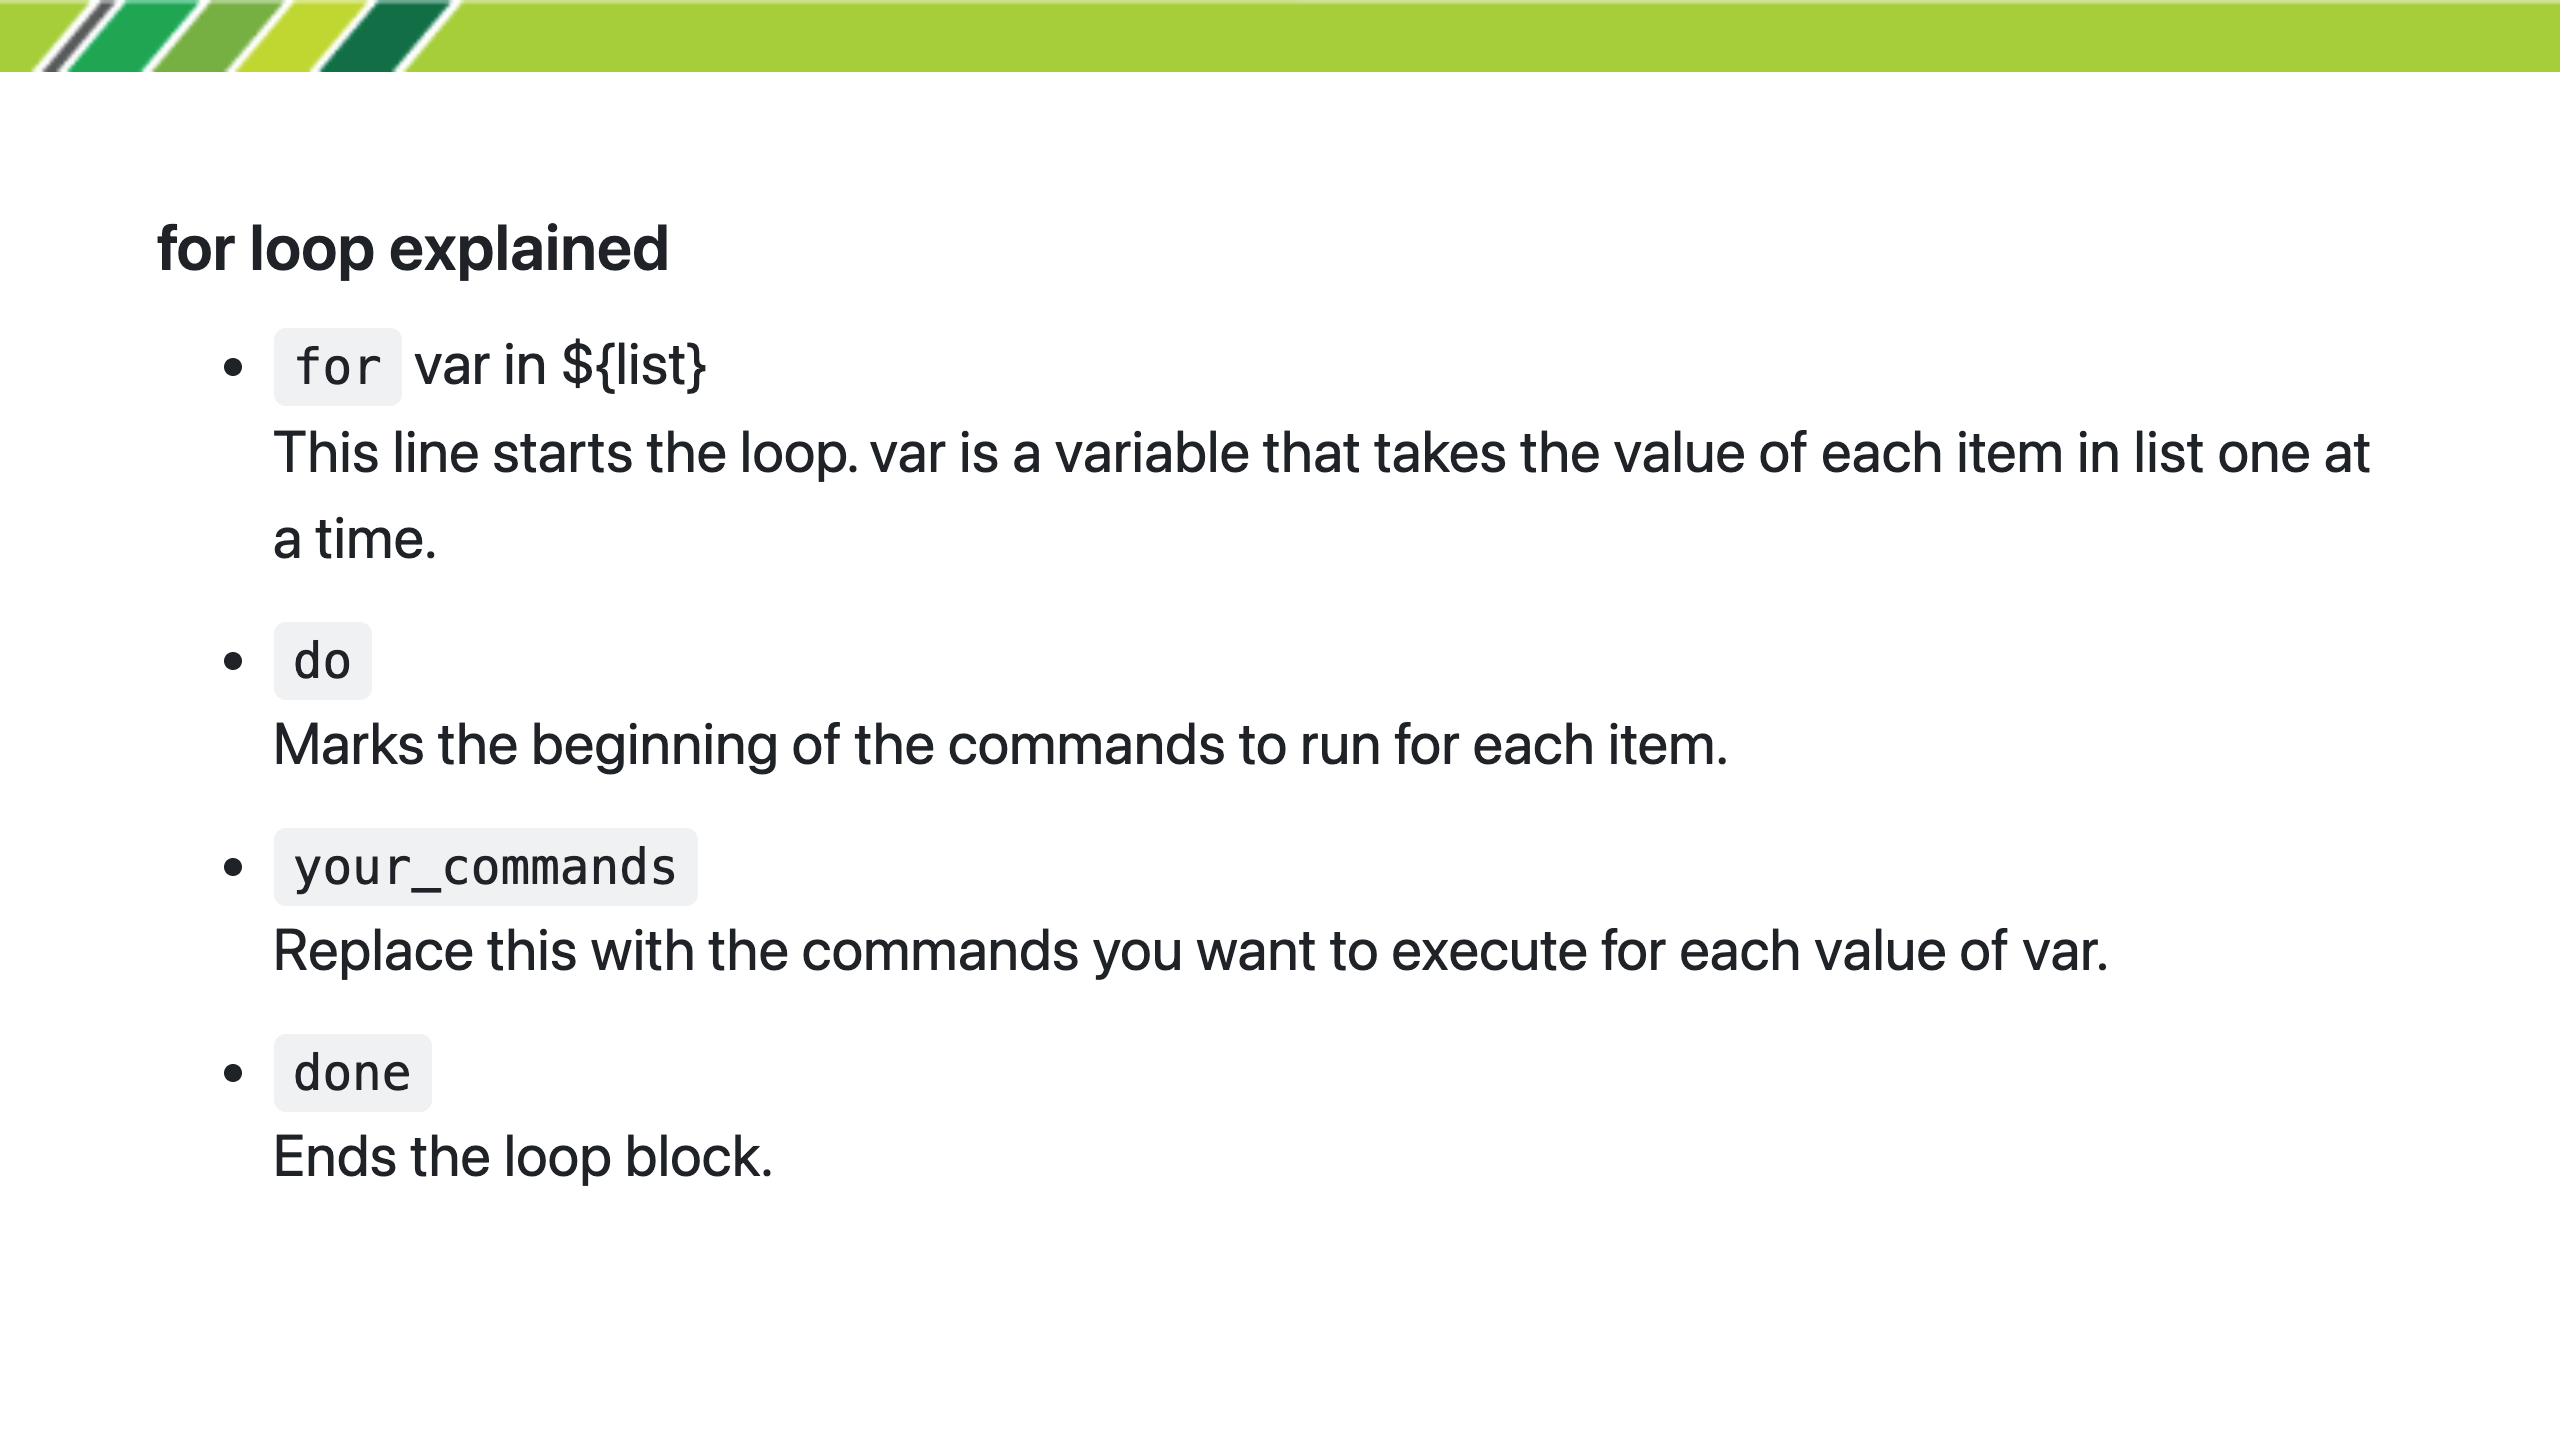 for loop explained
for var in ${list}
This line starts the loop. var is a variable that takes the value of each item in list one at
a time.
do
Marks the beginning of the commands to run for each item.
your_commands
Replace this with the commands you want to execute for each value of var.
done
Ends the loop block.